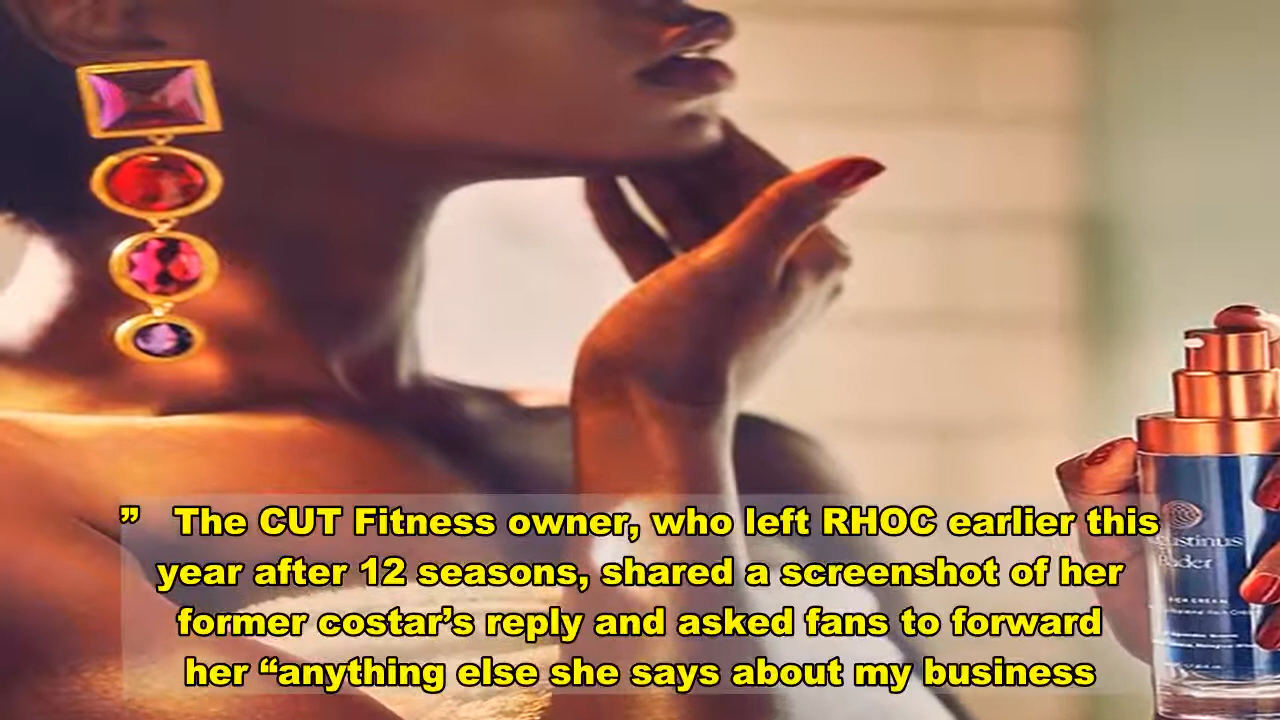 ” The CUT Fitness owner, who left RHOC earlier this
year after 12 seasons, shared a screenshot of her
former costar’s reply and asked fans to forward
her “anything else she says about my business
Bader